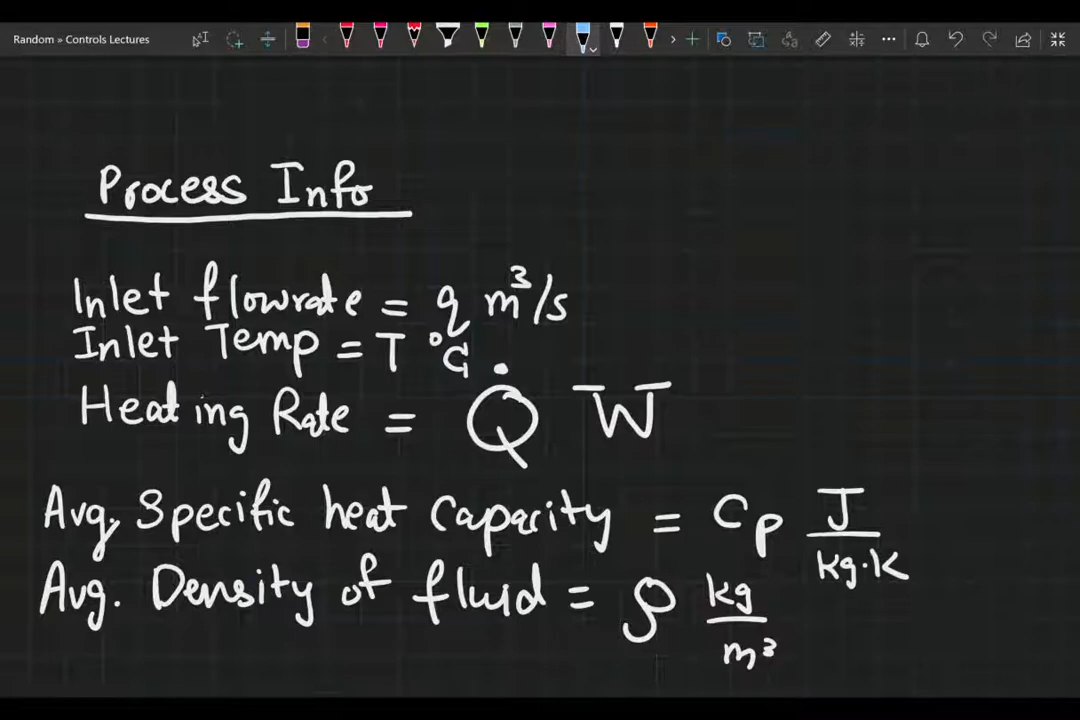 Random » Controls Lectures
Process Info
Inlet flowrate = q m³/s
Inlet Temp = T °C
Heating Rate = Q̇ W
Avg. Specific heat Capacity = Cp J/kg·K
Avg. Density of fluid = ρ kg/m³